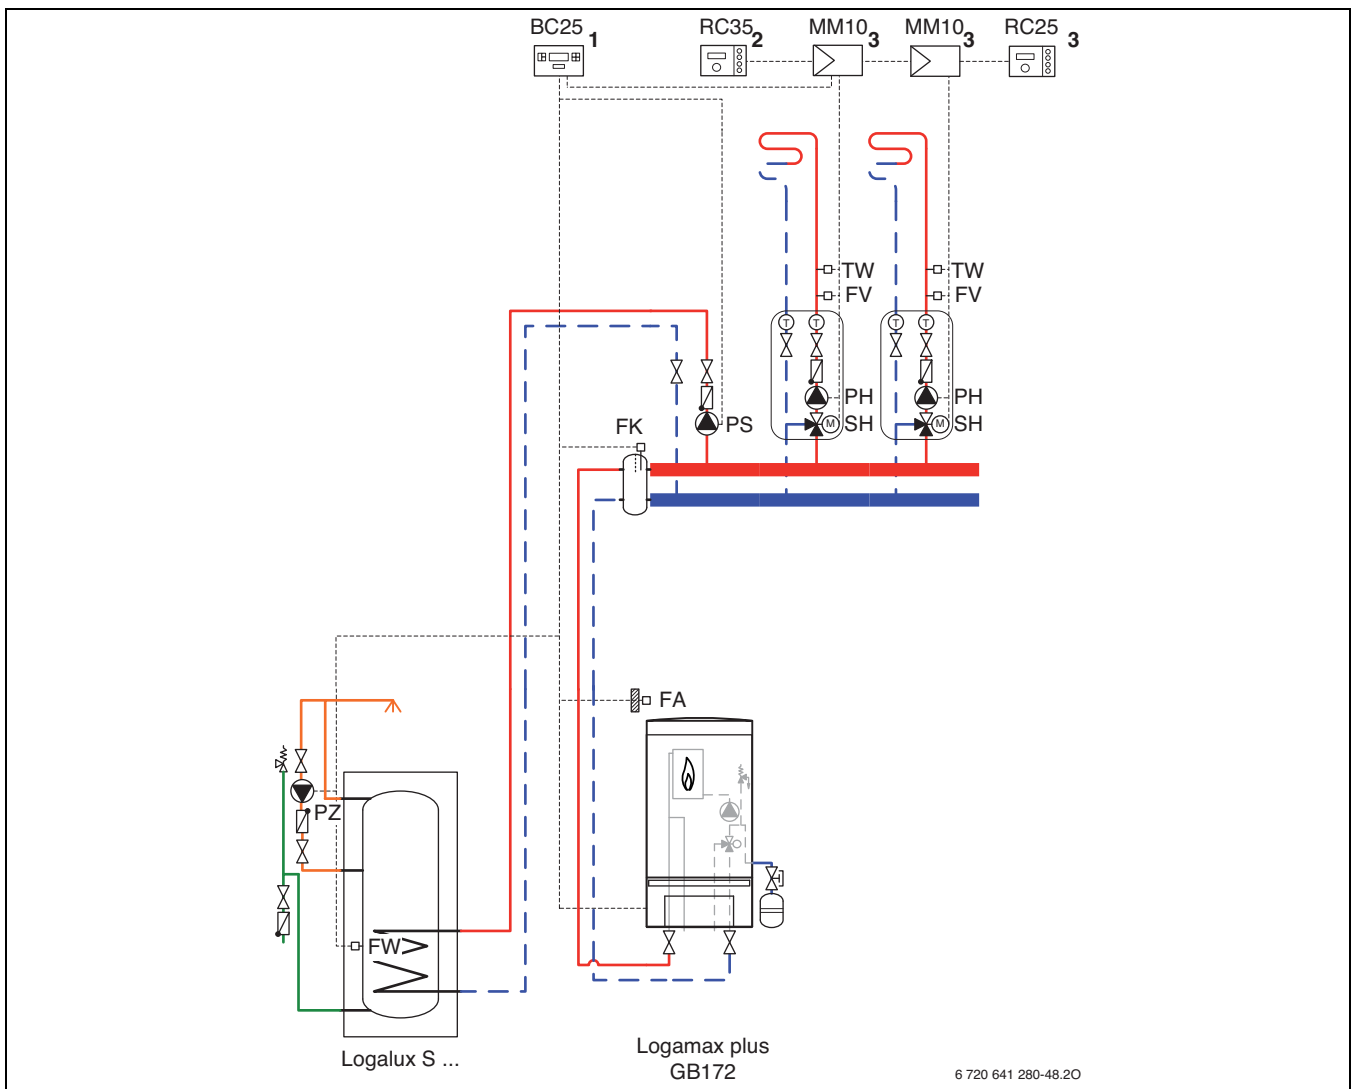 BC25 1 RC35 2 MM10 3 MM10 3 RC25 3
TW TW
FV FV
T T T T
PH PH
FK PS M SH M SH
FA
PZ
FW
Logalux S ...
Logamax plus
GB172
6 720 641 280-48.2O